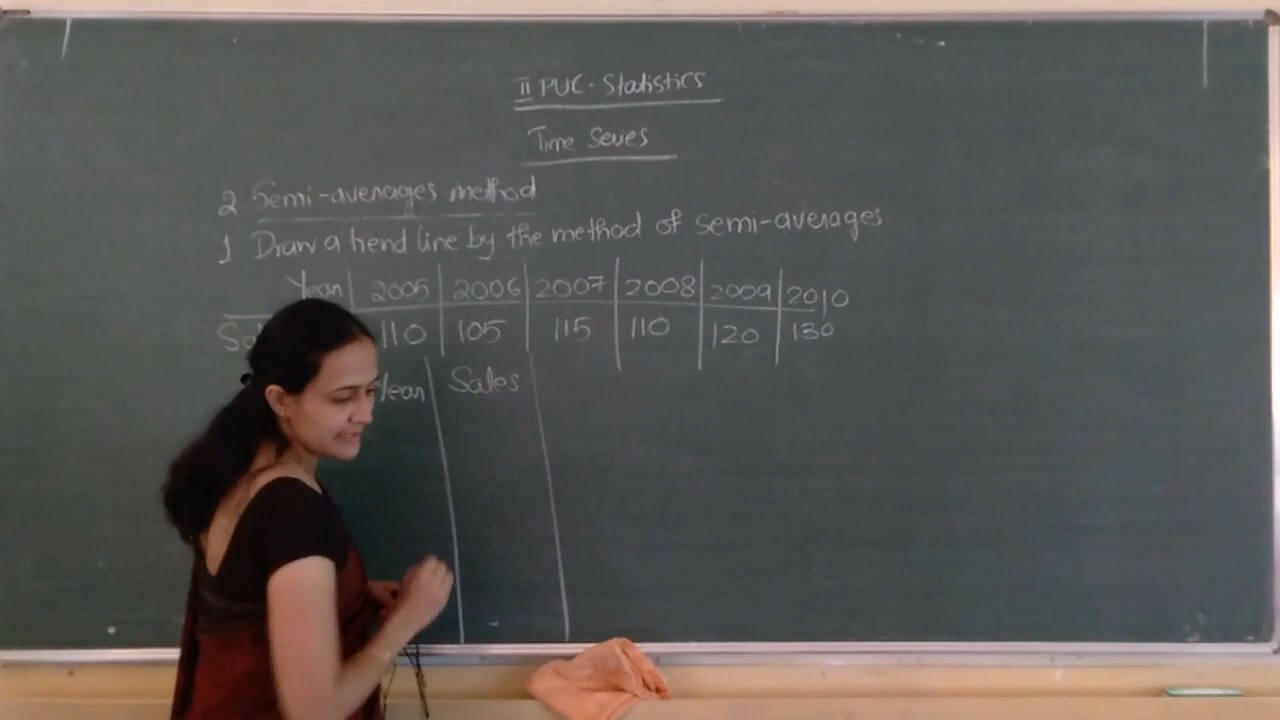 II PUC. Statistics
Time Series
2 Semi-averages method
1 Draw a trend line by the method of semi-averages.
Year 2005 2006 2007 2008 2009 2010
110 105 115 110 120 130
Year Sales